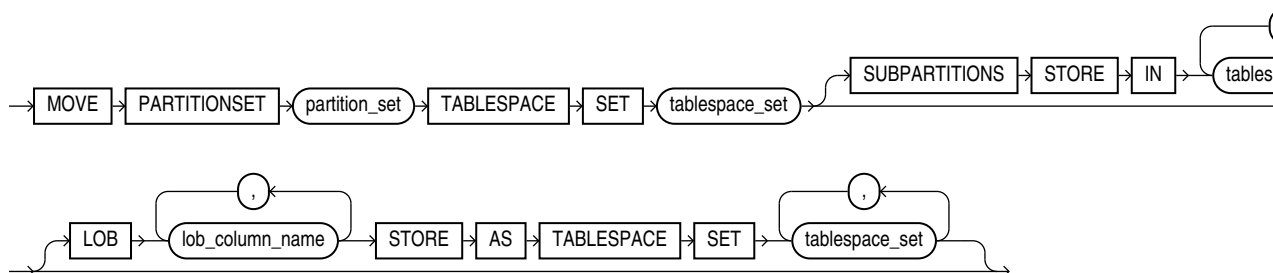 MOVE PARTITIONSET partition_set TABLESPACE SET tablespace_set SUBPARTITIONS STORE IN
,
LOB lob_column_name STORE AS TABLESPACE SET , tablespace_set